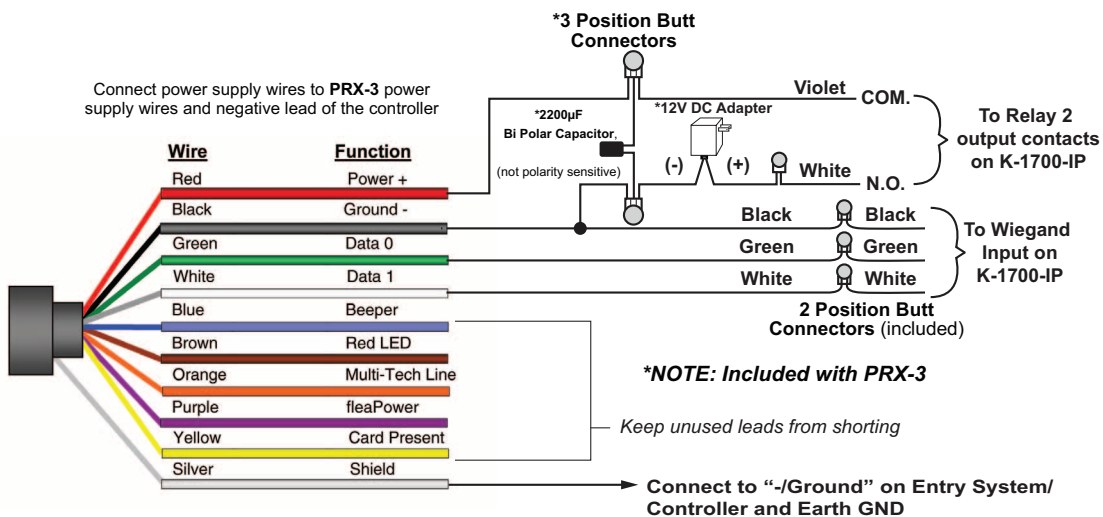 *3 Position Butt
Connectors
Connect power supply wires to PRX-3 power
supply wires and negative lead of the controller
*2200µF
Bi Polar Capacitor,
(not polarity sensitive)
*12V DC Adapter
(-)
(+)
Violet
COM.
White
N.O.
To Relay 2
output contacts
on K-1700-IP
Wire Function
Red Power +
Black Ground -
Green Data 0
White Data 1
Blue Beeper
Brown Red LED
Orange Multi-Tech Line
Purple fleaPower
Yellow Card Present
Silver Shield
Black Black
Green Green
White White
To Wiegand
Input on
K-1700-IP
2 Position Butt
Connectors (included)
*NOTE: Included with PRX-3
Keep unused leads from shorting
Connect to “-/Ground” on Entry System/
Controller and Earth GND